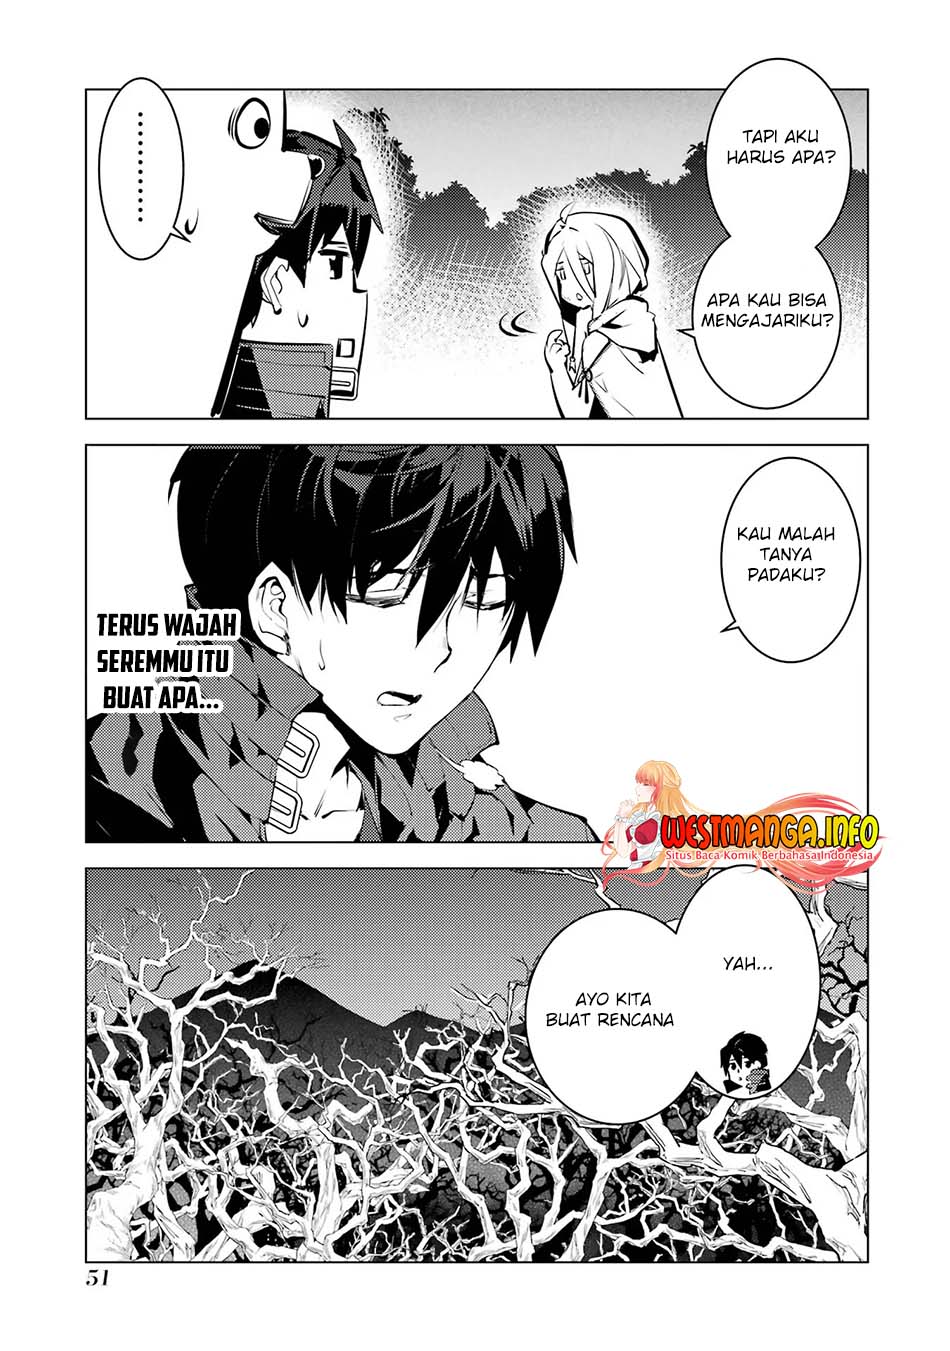 TAPI AKU
HARUS APA?
APA KAU BISA
MENGAJARIKU?
.........
KAU MALAH
TANYA
PADAKU?
TERUS WAJAH
SEREMMU ITU
BUAT APA...
WESTMANGA.INFO
Situs Baca Komik Berbahasa Indonesia
YAH...
AYO KITA
BUAT RENCANA
51